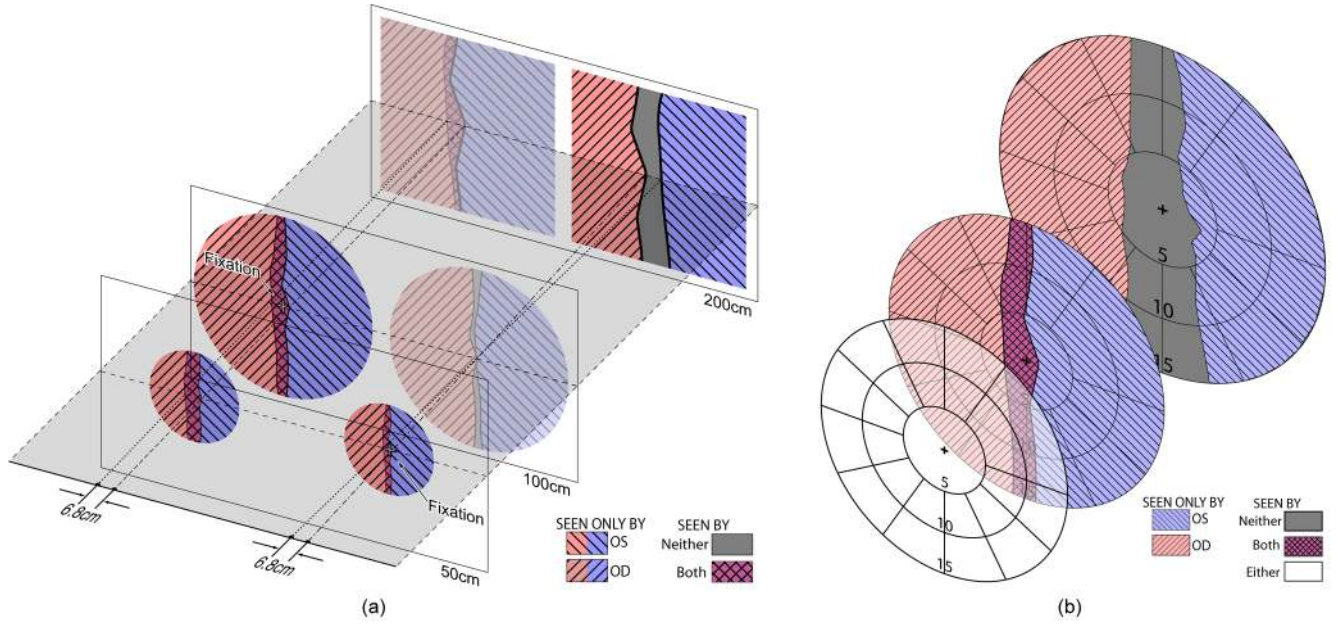 Fixation
200cm
100cm
Fixation
50cm
6.8cm
6.8cm
SEEN ONLY BY
OS
OD
SEEN BY
Neither
Both
(a)
5
10
15
5
10
15
SEEN ONLY BY
OS
OD
SEEN BY
Neither
Both
Either
(b)